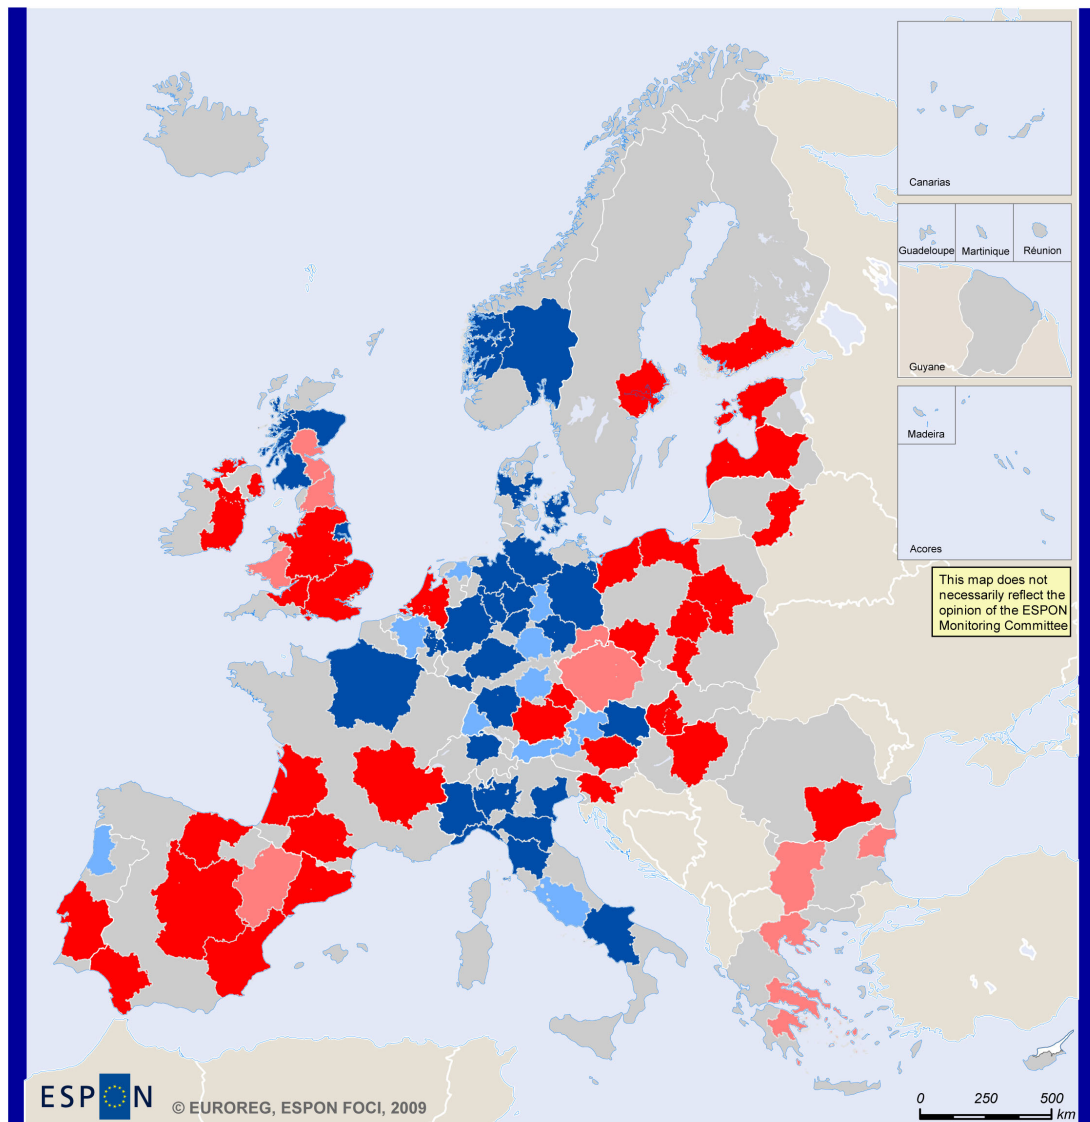 Canarias
Guadeloupe
Martinique
Réunion
Guyane
Madeira
Acores
This map does not
necessarily reflect the
opinion of the ESPON
Monitoring Committee
ESPON
© EUROREG, ESPON FOCI, 2009
0 250 500
km